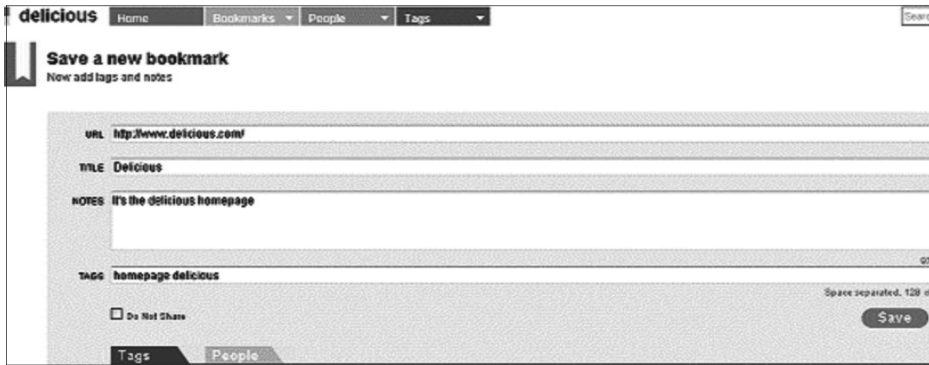 delicious Home Bookmarks People Tags Sear
Save a new bookmark
Now add tags and notes
URL http://www.delicious.com/
TITLE Delicious
NOTES It's the delicious homepage
TAGS homepage delicious
Space separated, 128
Do Not Share
Save
Tags People